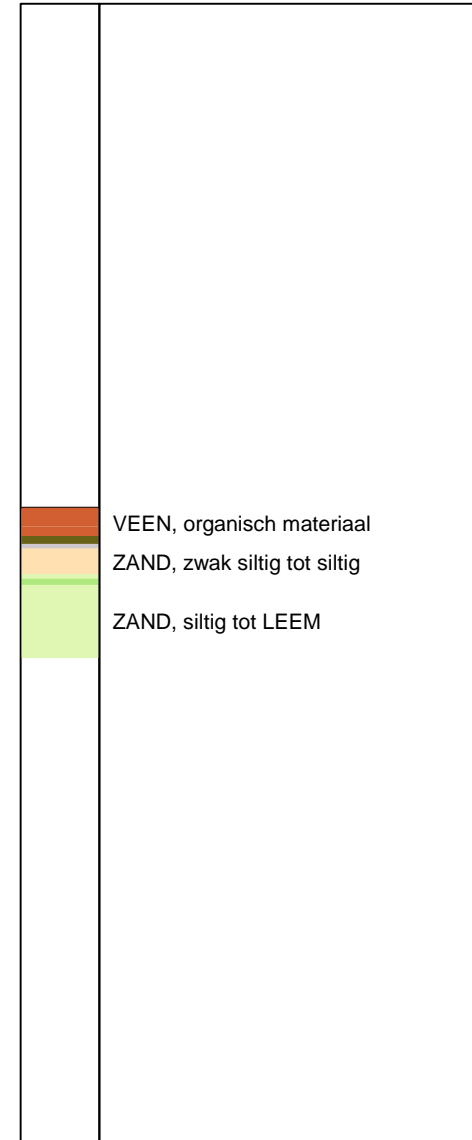 VEEN, organisch materiaal
ZAND, zwak siltig tot siltig
ZAND, siltig tot LEEM